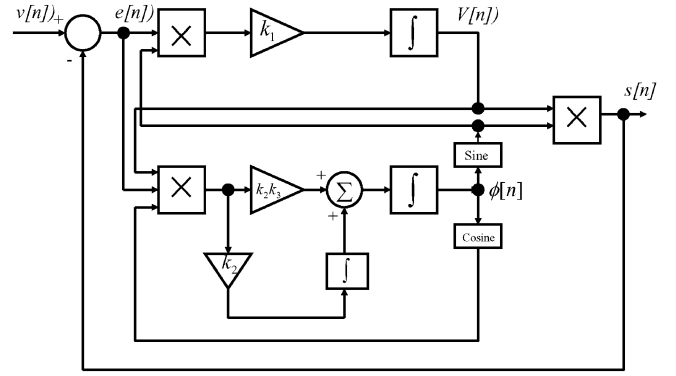 v[n]) + e[n]) V[n])
-
× k₁ ∫
s[n]
×
Sine
× k₂k₃ + Σ ∫ ϕ[n]
+
Cosine
k₂ ∫